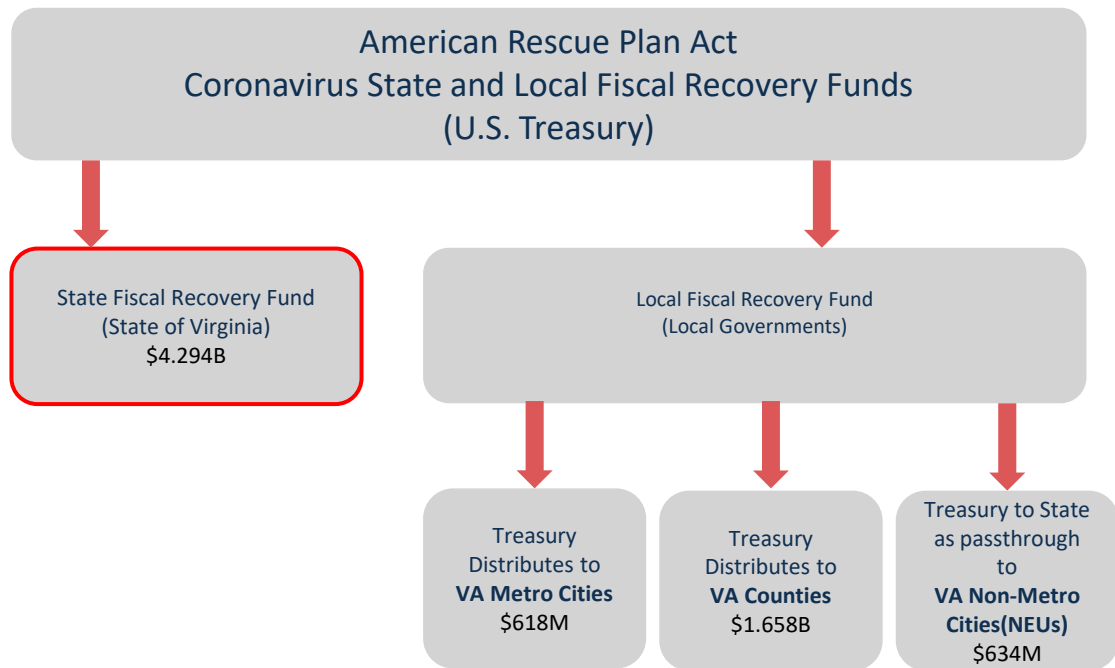 American Rescue Plan Act
Coronavirus State and Local Fiscal Recovery Funds
(U.S. Treasury)
State Fiscal Recovery Fund
(State of Virginia)
$4.294B
Local Fiscal Recovery Fund
(Local Governments)
Treasury
Distributes to
VA Metro Cities
$618M
Treasury
Distributes to
VA Counties
$1.658B
Treasury to State
as passthrough
to
VA Non-Metro
Cities(NEUs)
$634M